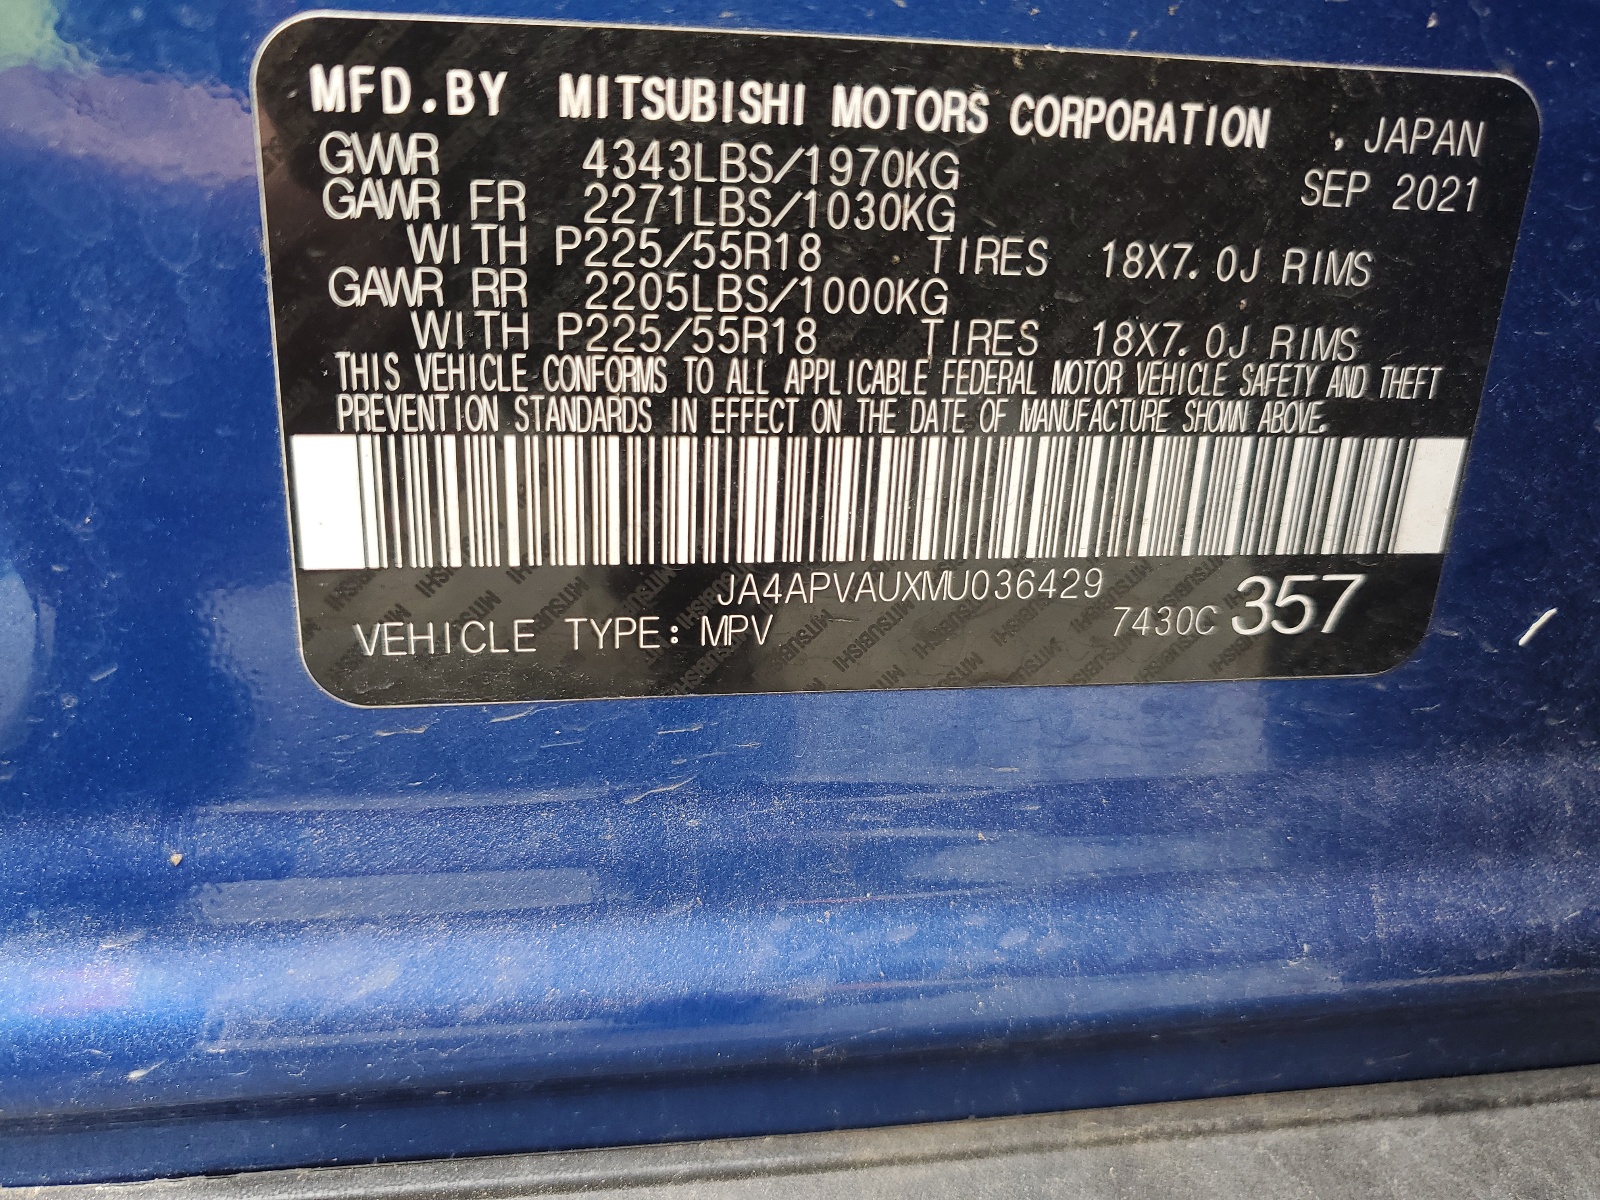 MFD.BY MITSUBISHI MOTORS CORPORATION , JAPAN
GVWR 4343LBS/1970KG SEP 2021
GAWR FR 2271LBS/1030KG
WITH P225/55R18 TIRES 18X7.0J RIMS
GAWR RR 2205LBS/1000KG
WITH P225/55R18 TIRES 18X7.0J RIMS
THIS VEHICLE CONFORMS TO ALL APPLICABLE FEDERAL MOTOR VEHICLE SAFETY AND THEFT
PREVENTION STANDARDS IN EFFECT ON THE DATE OF MANUFACTURE SHOWN ABOVE.
JA4APVAUXMU036429
VEHICLE TYPE: MPV 7430C 357